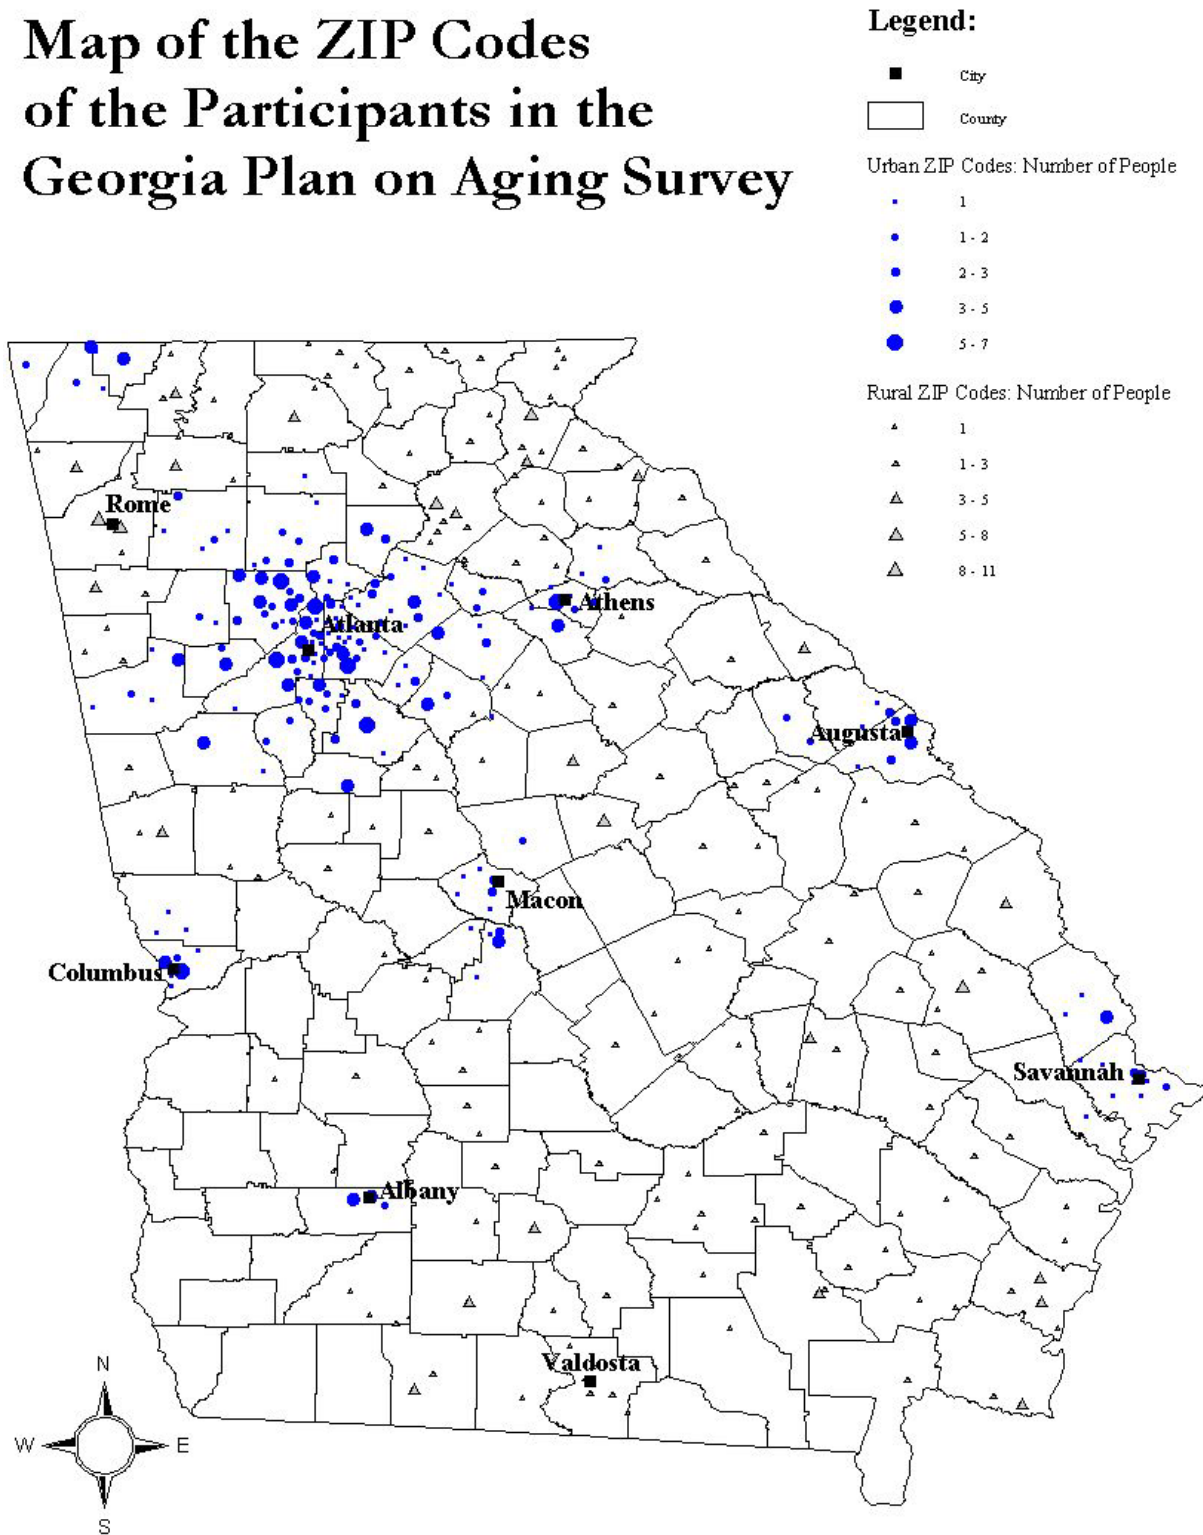 Map of the ZIP Codes
of the Participants in the
Georgia Plan on Aging Survey
Legend:
City
County
Urban ZIP Codes: Number of People
1
1 - 2
2 - 3
3 - 5
5 - 7
Rural ZIP Codes: Number of People
1
1 - 3
3 - 5
5 - 8
8 - 11
Rome
Athens
Atlanta
Augusta
Macon
Columbus
Savannah
Albany
Valdosta
N
W E
S